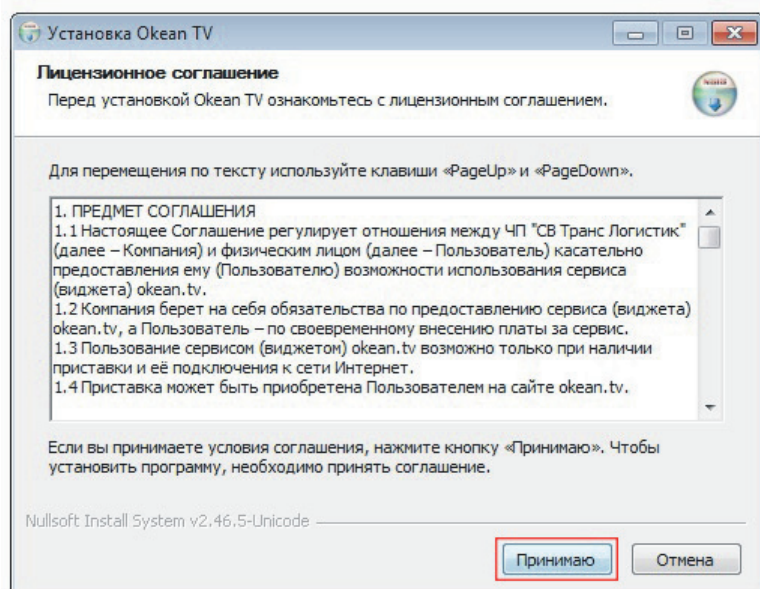 Установка Okean TV
Лицензионное соглашение
Перед установкой Okean TV ознакомьтесь с лицензионным соглашением.
Для перемещения по тексту используйте клавиши «PageUp» и «PageDown».
1. ПРЕДМЕТ СОГЛАШЕНИЯ
1.1 Настоящее Соглашение регулирует отношения между ЧП "СВ Транс Логистик"
(далее – Компания) и физическим лицом (далее – Пользователь) касательно
предоставления ему (Пользователю) возможности использования сервиса
(виджета) okean.tv.
1.2 Компания берет на себя обязательства по предоставлению сервиса (виджета)
okean.tv, а Пользователь – по своевременному внесению платы за сервис.
1.3 Пользование сервисом (виджетом) okean.tv возможно только при наличии
приставки и её подключения к сети Интернет.
1.4 Приставка может быть приобретена Пользователем на сайте okean.tv.
Если вы принимаете условия соглашения, нажмите кнопку «Принимаю». Чтобы
установить программу, необходимо принять соглашение.
Nullsoft Install System v2.46.5-Unicode
Принимаю
Отмена